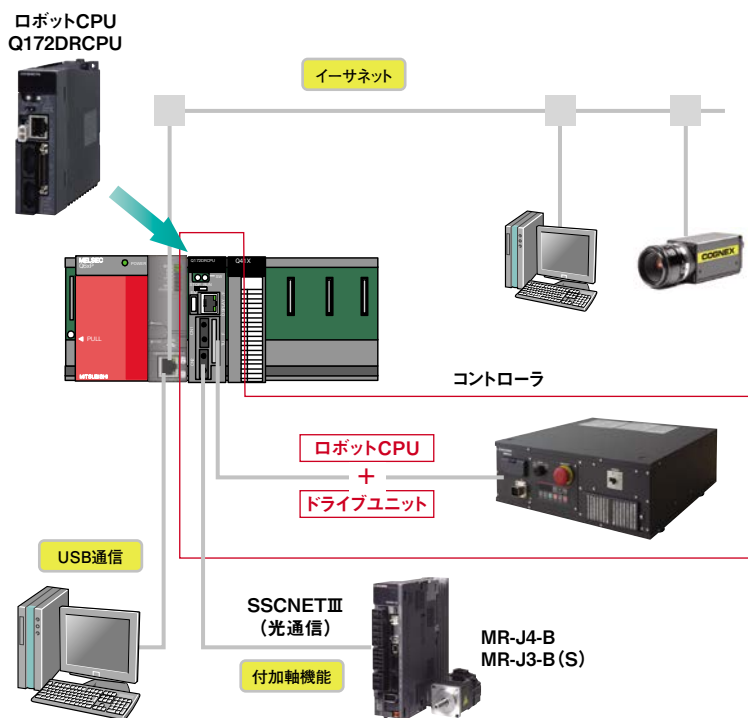 ロボットCPU
Q172DRCPU
イーサネット
COGNEX
MELSEC
POWER
Q172DRCPU
Q41X
PULL
MITSUBISHI
コントローラ
ロボットCPU
+
ドライブユニット
USB通信
SSCNETⅢ
(光通信)
付加軸機能
MR-J4-B
MR-J3-B(S)